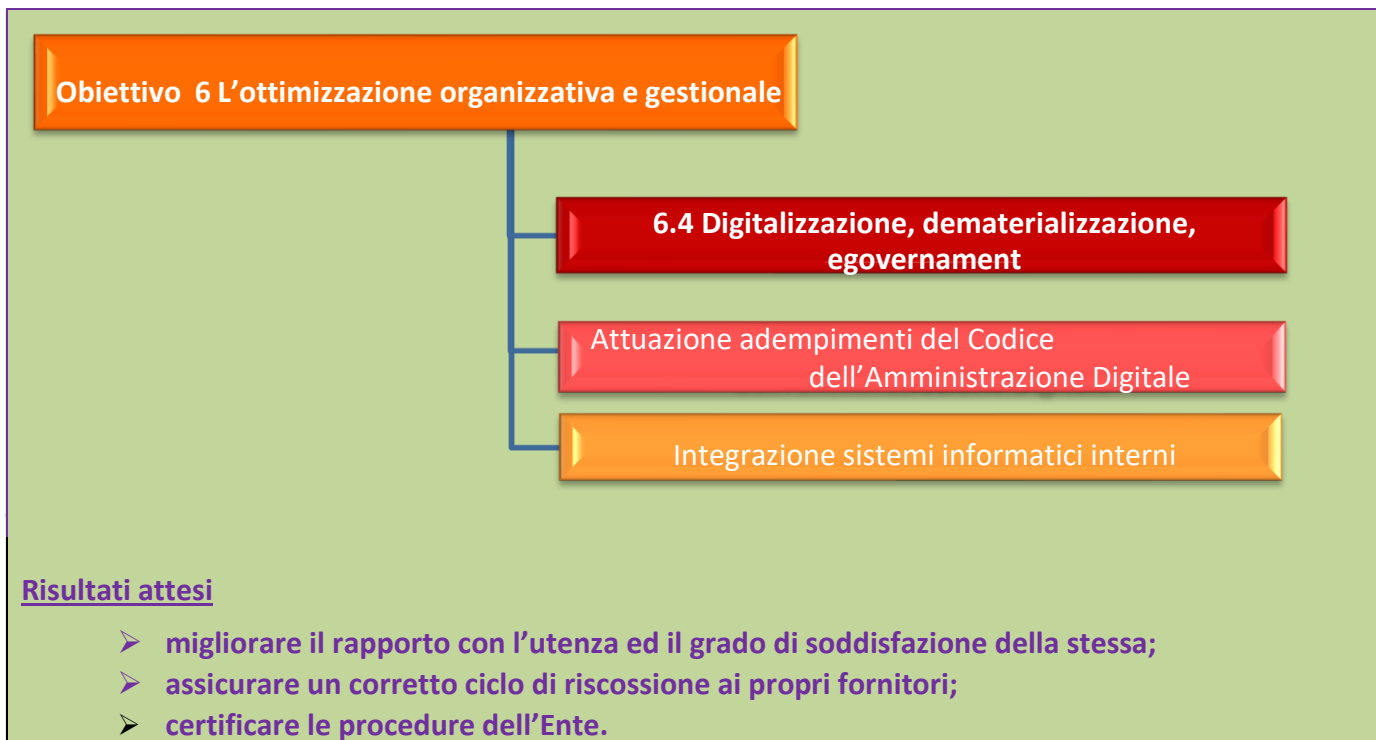 Obiettivo 6 L’ottimizzazione organizzativa e gestionale
6.4 Digitalizzazione, dematerializzazione,
egovernament
Attuazione adempimenti del Codice
dell’Amministrazione Digitale
Integrazione sistemi informatici interni
Risultati attesi
➢ migliorare il rapporto con l’utenza ed il grado di soddisfazione della stessa;
➢ assicurare un corretto ciclo di riscossione ai propri fornitori;
➢ certificare le procedure dell’Ente.